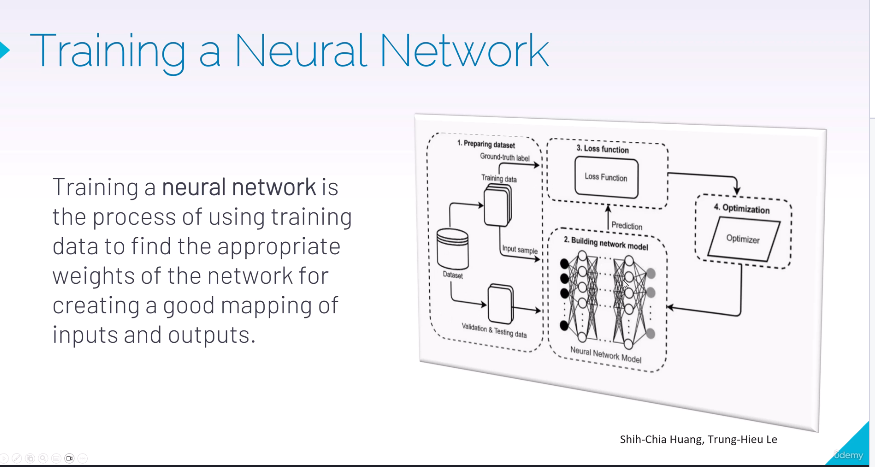 Training a Neural Network
Training a neural network is
the process of using training
data to find the appropriate
weights of the network for
creating a good mapping of
inputs and outputs.
1. Preparing dataset
Ground-truth label
Training data
Input sample
Dataset
Validation & Testing data
3. Loss function
Loss Function
Prediction
2. Building network model
Neural Network Model
4. Optimization
Optimizer
Shih-Chia Huang, Trung-Hieu Le
udemy